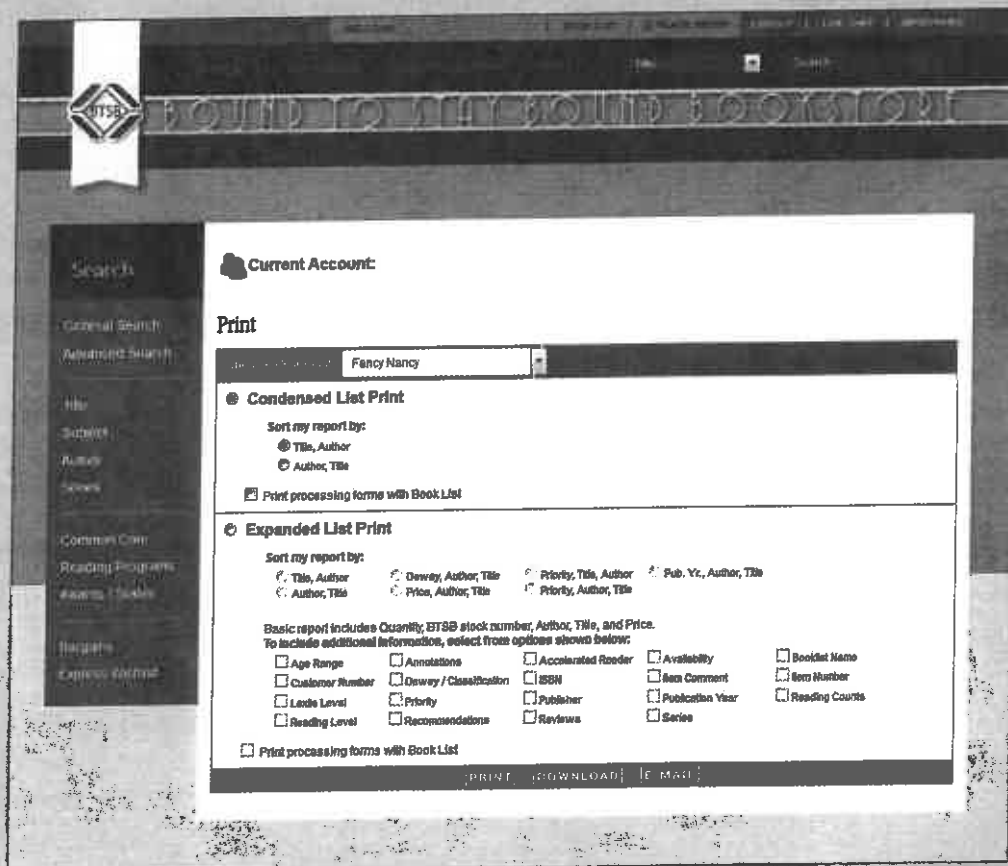 BTSB
BOUND TO STAY BOUND BOOKSTORE
Search
General Search
Advanced Search
Title
Subject
Author
Series
Common Core
Reading Programs
Awards / States
Bargains
Express Archive
Current Account:
Print
Fancy Nancy
Condensed List Print
Sort my report by:
Title, Author
Author, Title
Print processing forms with Book List
Expanded List Print
Sort my report by:
Title, Author Dewey, Author, Title Priority, Title, Author Pub. Yr., Author, Title
Author, Title Price, Author, Title Priority, Author, Title
Basic report includes Quantity, BTSB stock number, Author, Title, and Price.
To include additional information, select from options shown below:
Age Range Annotations Accelerated Reader Availability Booklist Name
Customer Number Dewey / Classification ISBN Item Comment Item Number
Lexile Level Priority Publisher Publication Year Reading Counts
Reading Level Recommendations Reviews Series
Print processing forms with Book List
PRINT DOWNLOAD E-MAIL